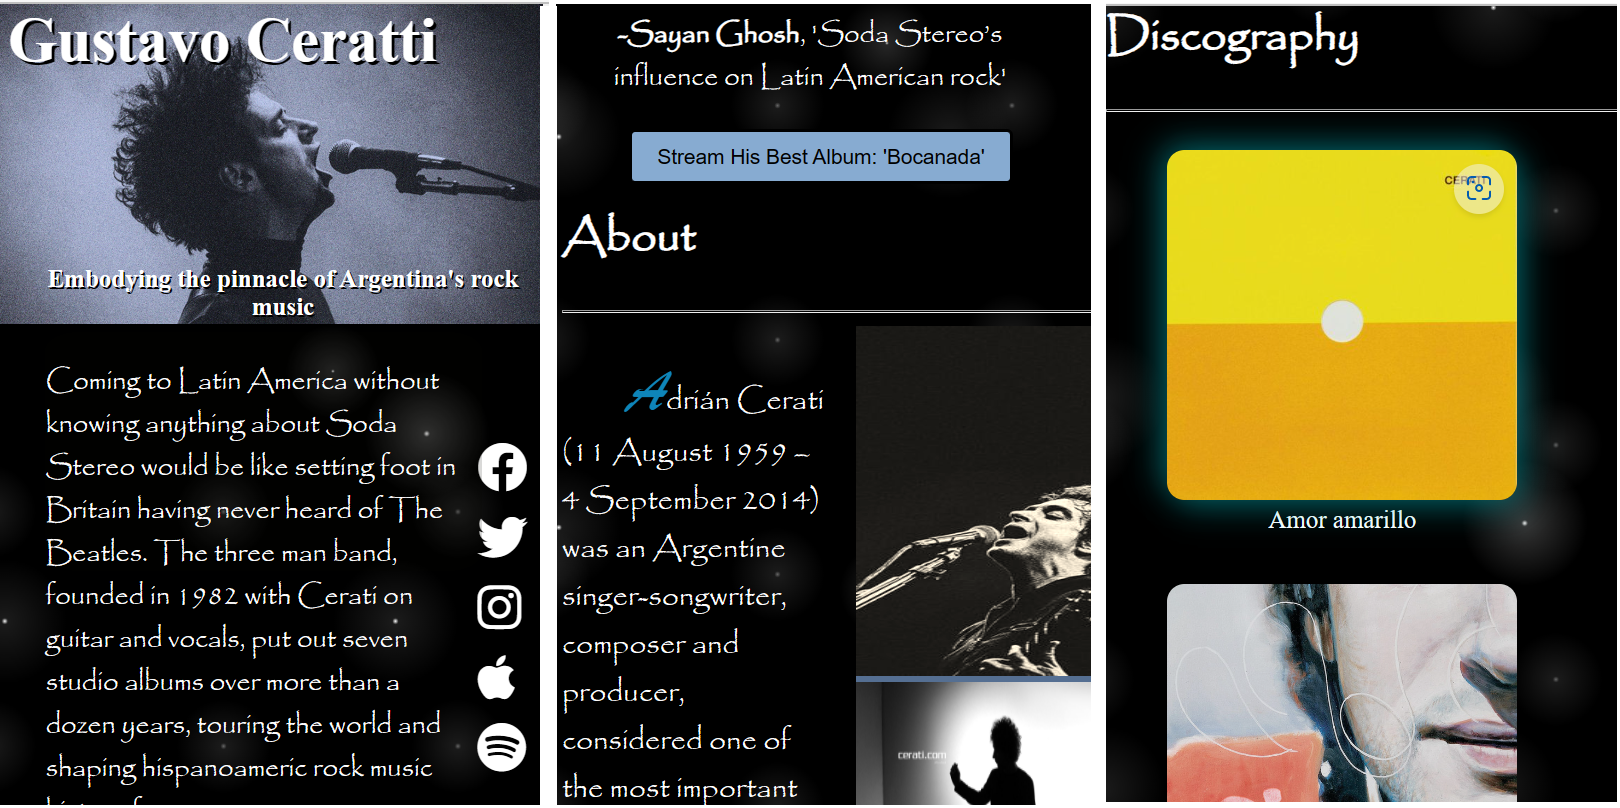 Gustavo Ceratti
Embodying the pinnacle of Argentina's rock
music
Coming to Latin America without
knowing anything about Soda
Stereo would be like setting foot in
Britain having never heard of The
Beatles. The three man band,
founded in 1982 with Cerati on
guitar and vocals, put out seven
studio albums over more than a
dozen years, touring the world and
shaping hispanoameric rock music
-Sayan Ghosh, 'Soda Stereo's
influence on Latin American rock'
Stream His Best Album: 'Bocanada'
About
Adrián Cerati
(11 August 1959 –
4 September 2014)
was an Argentine
singer-songwriter,
composer and
producer,
considered one of
the most important
cerati.com
Discography
Amor amarillo